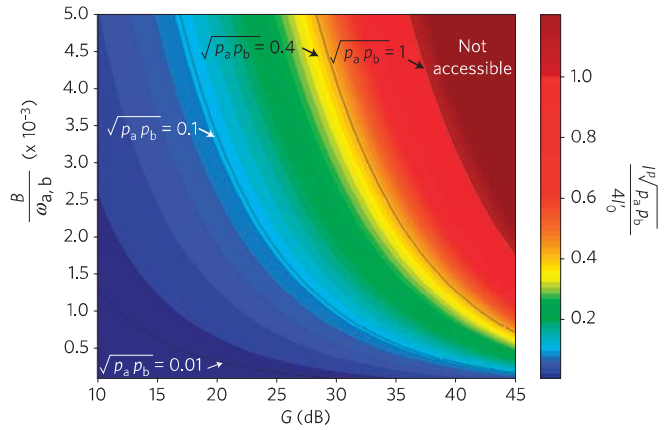 5.0
4.5
4.0
3.5
3.0
2.5
2.0
1.5
1.0
0.5
B
ω_{a, b}
(x 10⁻³)
√p_a p_b = 0.4
√p_a p_b = 1
Not
accessible
√p_a p_b = 0.1
√p_a p_b = 0.01
10 15 20 25 30 35 40 45
G (dB)
1.0
0.8
0.6
0.4
0.2
I^p√p_a p_b
4I′_0